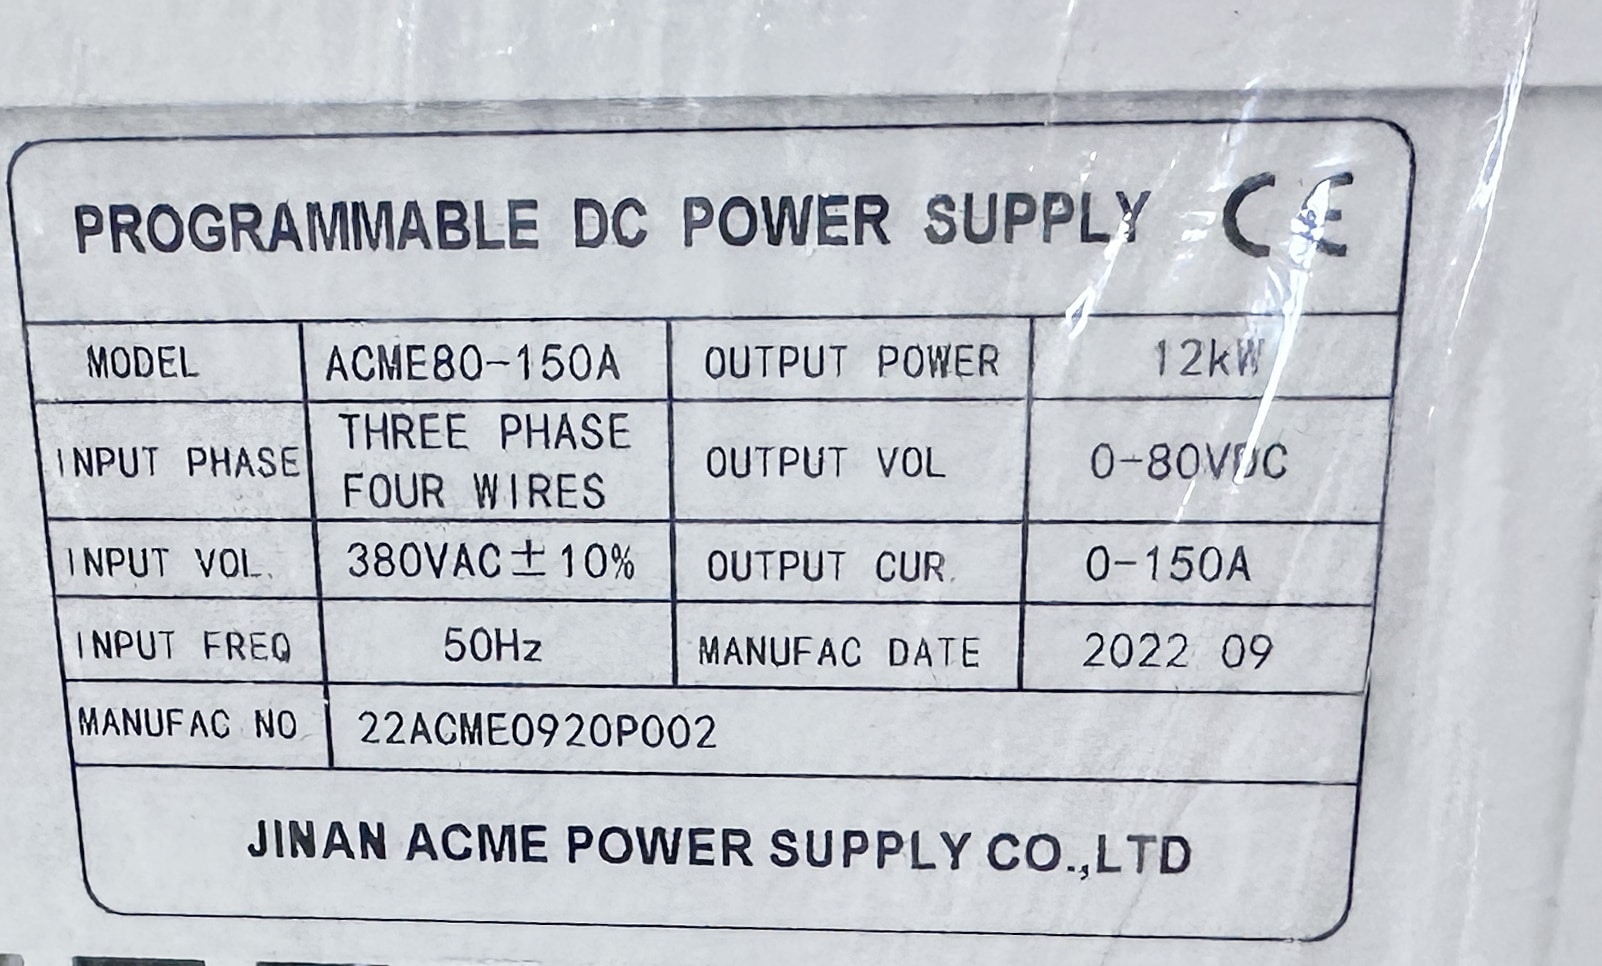 PROGRAMMABLE DC POWER SUPPLY CE
MODEL ACME80-150A OUTPUT POWER 12kW
INPUT PHASE THREE PHASE FOUR WIRES OUTPUT VOL 0-80VDC
INPUT VOL. 380VAC±10% OUTPUT CUR. 0-150A
INPUT FREQ 50Hz MANUFAC DATE 2022 09
MANUFAC NO 22ACME0920P002
JINAN ACME POWER SUPPLY CO.,LTD